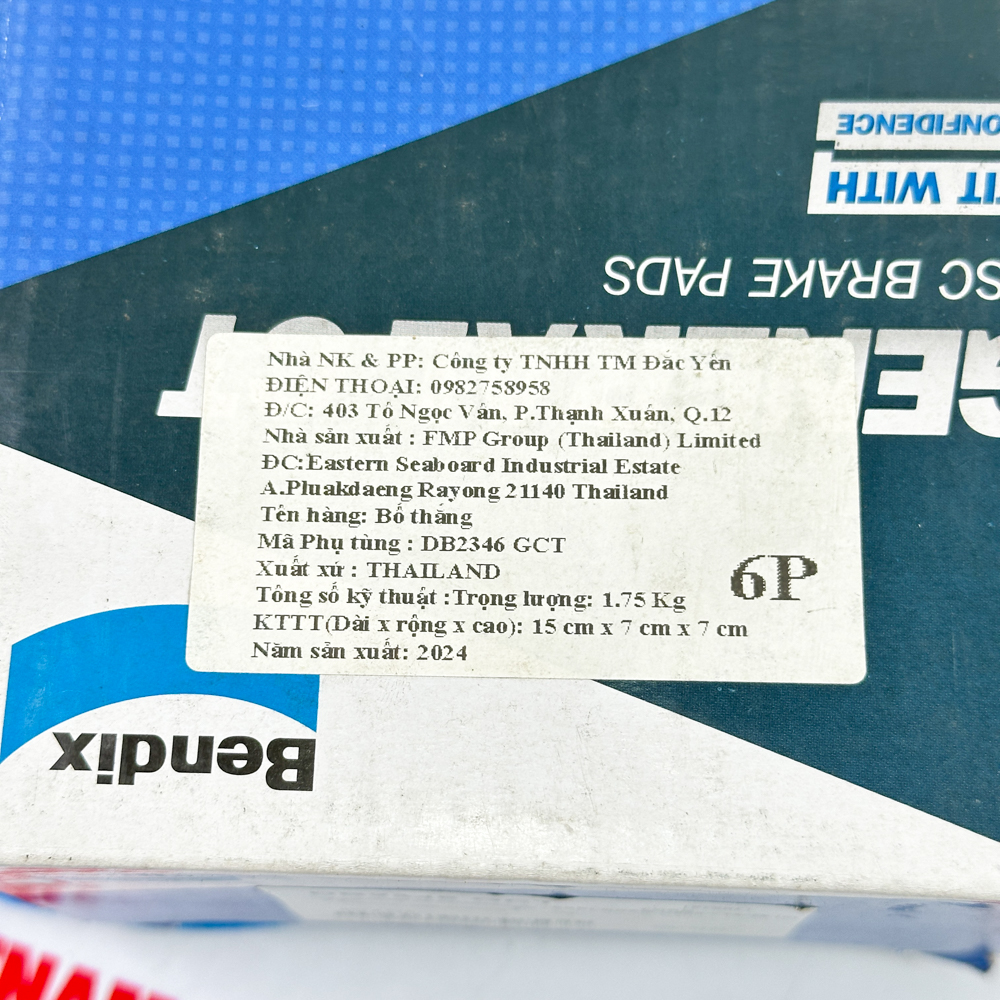 Nhà NK & PP: Công ty TNHH TM Đắc Yến
ĐIỆN THOẠI: 0982758958
Đ/C: 403 Tô Ngọc Vân, P.Thạnh Xuân, Q.12
Nhà sản xuất : FMP Group (Thailand) Limited
ĐC:Eastern Seaboard Industrial Estate
A.Pluakdaeng Rayong 21140 Thailand
Tên hàng: Bố thắng
Mã Phụ tùng : DB2346 GCT
Xuất xứ : THAILAND
Tông số kỹ thuật :Trọng lượng: 1.75 Kg
KTTT(Dài x rộng x cao): 15 cm x 7 cm x 7 cm
Năm sản xuất: 2024
6P
Bendix
SC BRAKE PADS
IT WITH
ONFIDENCE